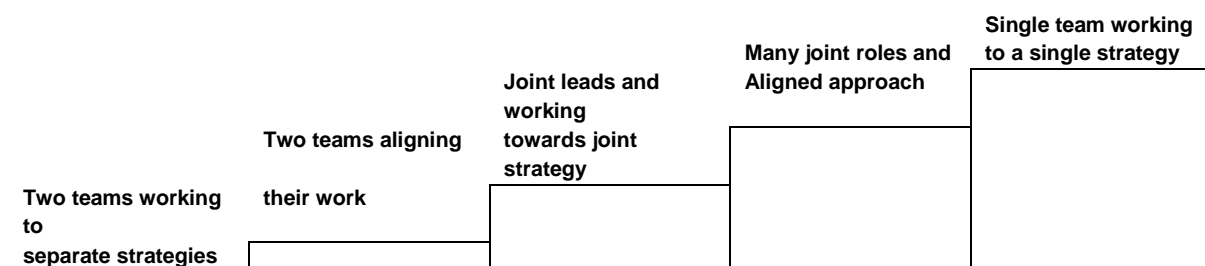 Two teams working
to
separate strategies
Two teams aligning
their work
Joint leads and
working
towards joint
strategy
Many joint roles and
Aligned approach
Single team working
to a single strategy